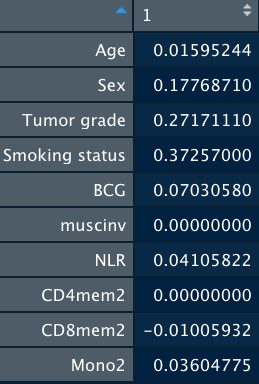 1
Age 0.01595244
Sex 0.17768710
Tumor grade 0.27171110
Smoking status 0.37257000
BCG 0.07030580
muscinv 0.00000000
NLR 0.04105822
CD4mem2 0.00000000
CD8mem2 -0.01005932
Mono2 0.03604775